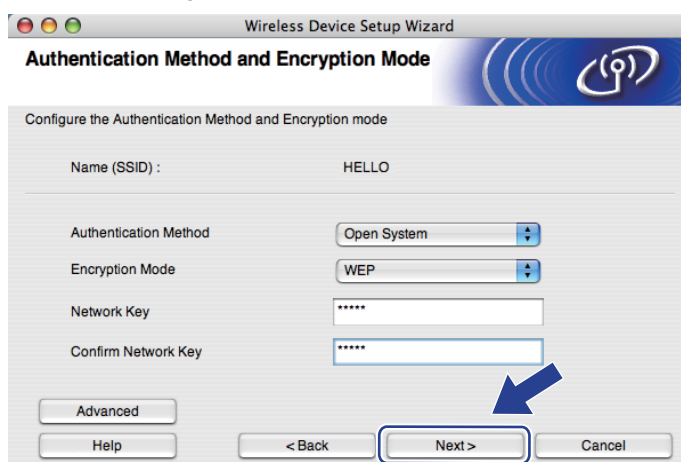 Wireless Device Setup Wizard
Authentication Method and Encryption Mode
Configure the Authentication Method and Encryption mode
Name (SSID) : HELLO
Authentication Method Open System
Encryption Mode WEP
Network Key *****
Confirm Network Key *****
Advanced
Help < Back Next > Cancel